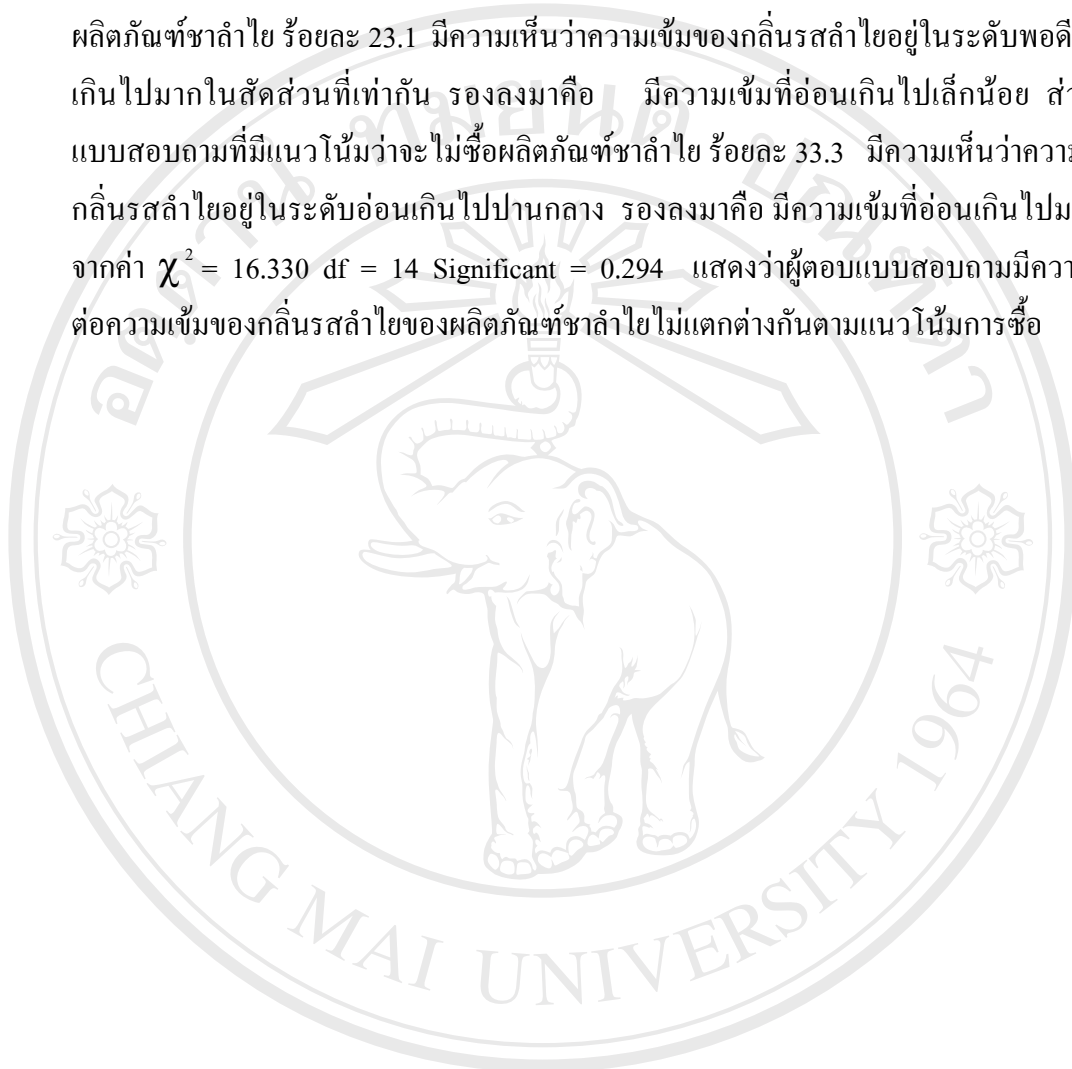 ผลิตภัณฑ์ชาลำไย ร้อยละ 23.1 มีความเห็นว่าความเข้มของกลิ่นรสลำไยอยู่ในระดับพอดี
เกินไปมากในสัดส่วนที่เท่ากัน รองลงมาคือ มีความเข้มที่อ่อนเกินไปเล็กน้อย
แบบสอบถามที่มีแนวโน้มว่าจะไม่ซื้อผลิตภัณฑ์ชาลำไย ร้อยละ 33.3 มีความเห็นว่า
กลิ่นรสลำไยอยู่ในระดับอ่อนเกินไปปานกลาง รองลงมาคือ มีความเข้มที่อ่อนเกินไป
จากค่า χ² = 16.330 df = 14 Significant = 0.294 แสดงว่าผู้ตอบแบบสอบถามมี
ต่อความเข้มของกลิ่นรสลำไยของผลิตภัณฑ์ชาลำไยไม่แตกต่างกันตามแนวโน้มการซื้อ
CHIANG MAI UNIVERSITY 1964